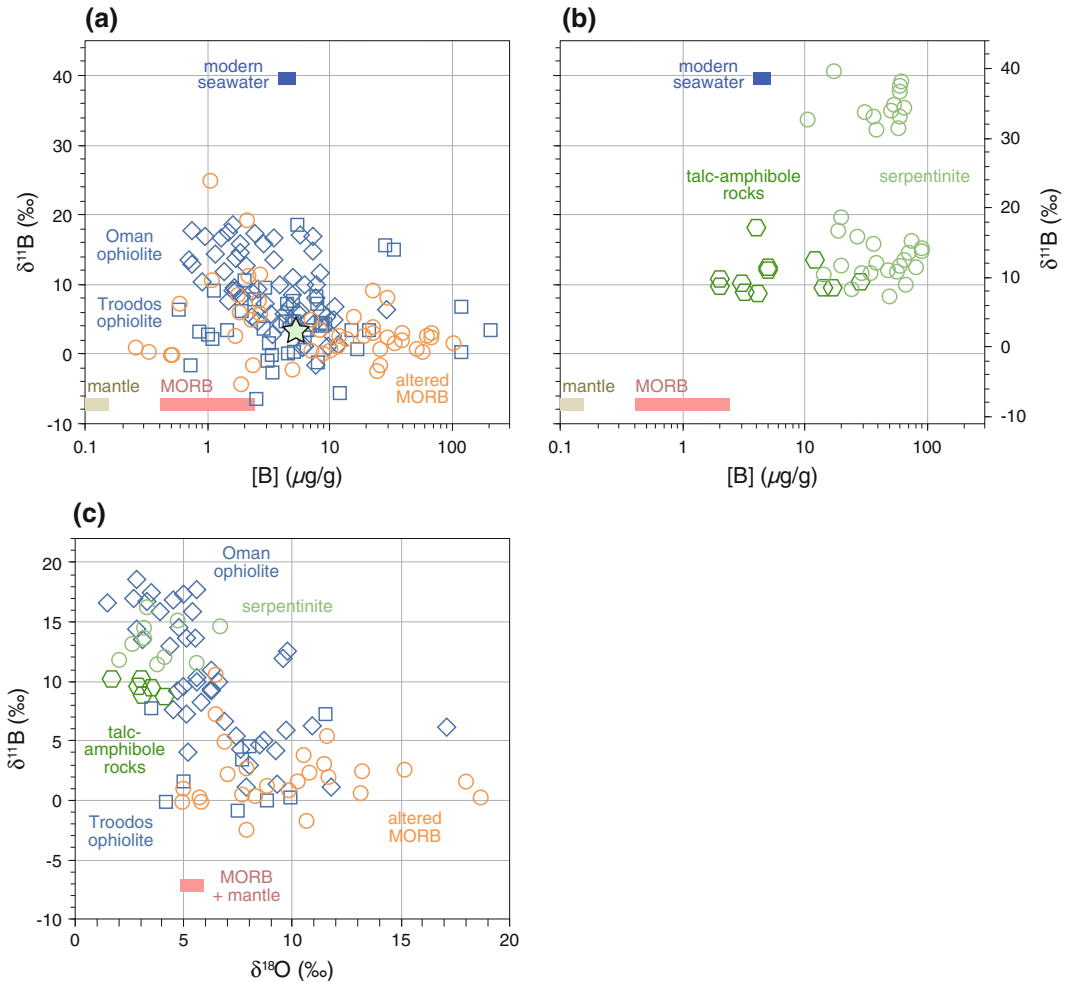 (a)
(b)
modern
seawater
Oman
ophiolite
Troodos
ophiolite
mantle
MORB
altered
MORB
40
30
20
10
0
-10
δ¹¹B (‰)
0.1
1
10
100
[B] (µg/g)
modern
seawater
talc-amphibole
rocks
serpentinite
mantle
MORB
40
30
20
10
0
-10
δ¹¹B (‰)
0.1
1
10
100
[B] (µg/g)
(c)
Oman
ophiolite
serpentinite
talc-
amphibole
rocks
Troodos
ophiolite
altered
MORB
MORB
+ mantle
20
15
10
5
0
-5
-10
δ¹¹B (‰)
0
5
10
15
20
δ¹⁸O (‰)